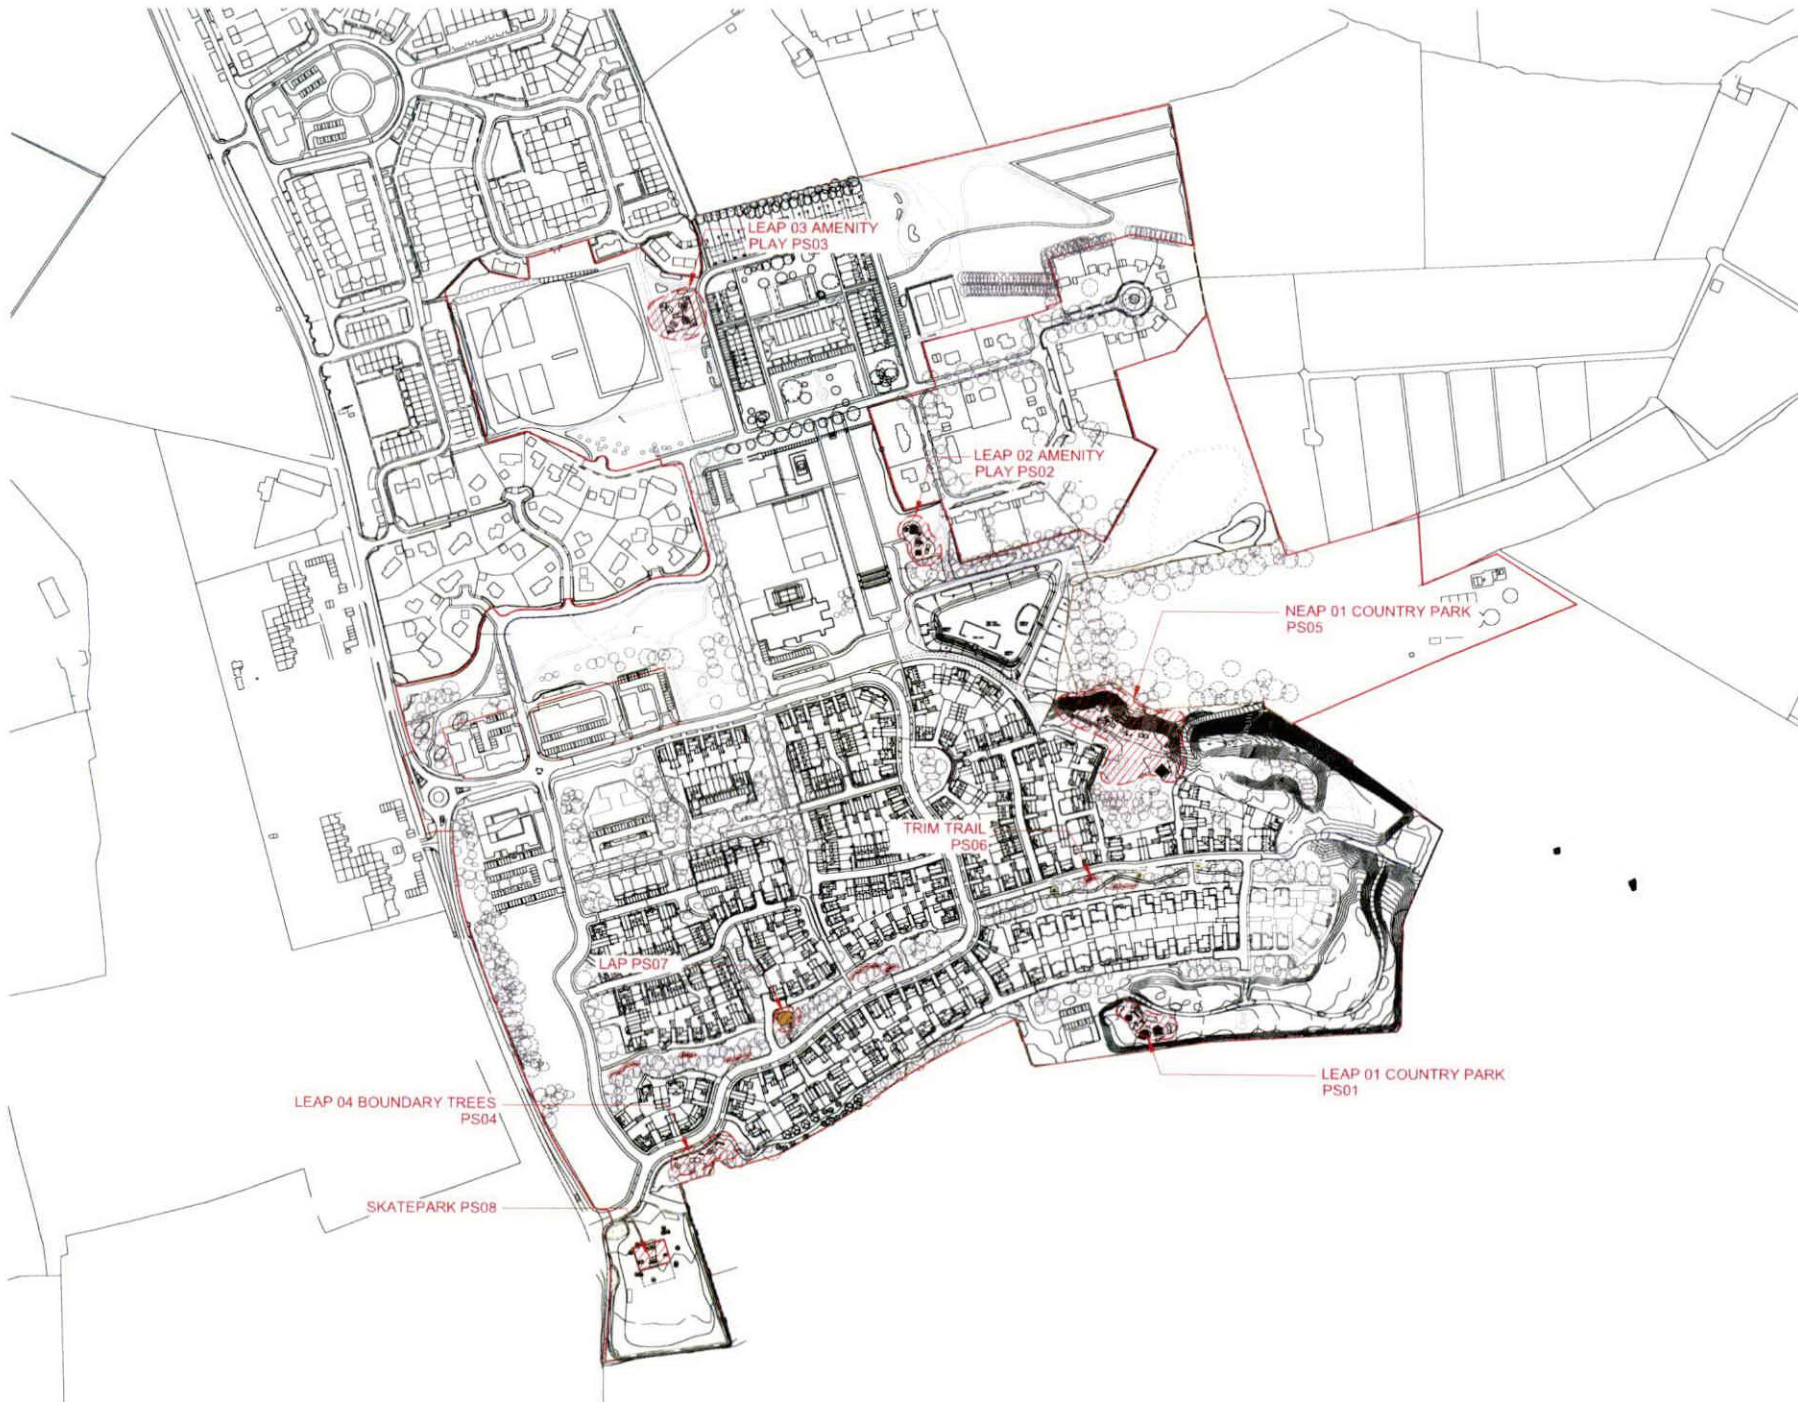 LEAP 03 AMENITY
PLAY PS03
LEAP 02 AMENITY
PLAY PS02
NEAP 01 COUNTRY PARK
PS05
TRIM TRAIL
PS06
LAP PS07
LEAP 01 COUNTRY PARK
PS01
LEAP 04 BOUNDARY TREES
PS04
SKATEPARK PS08